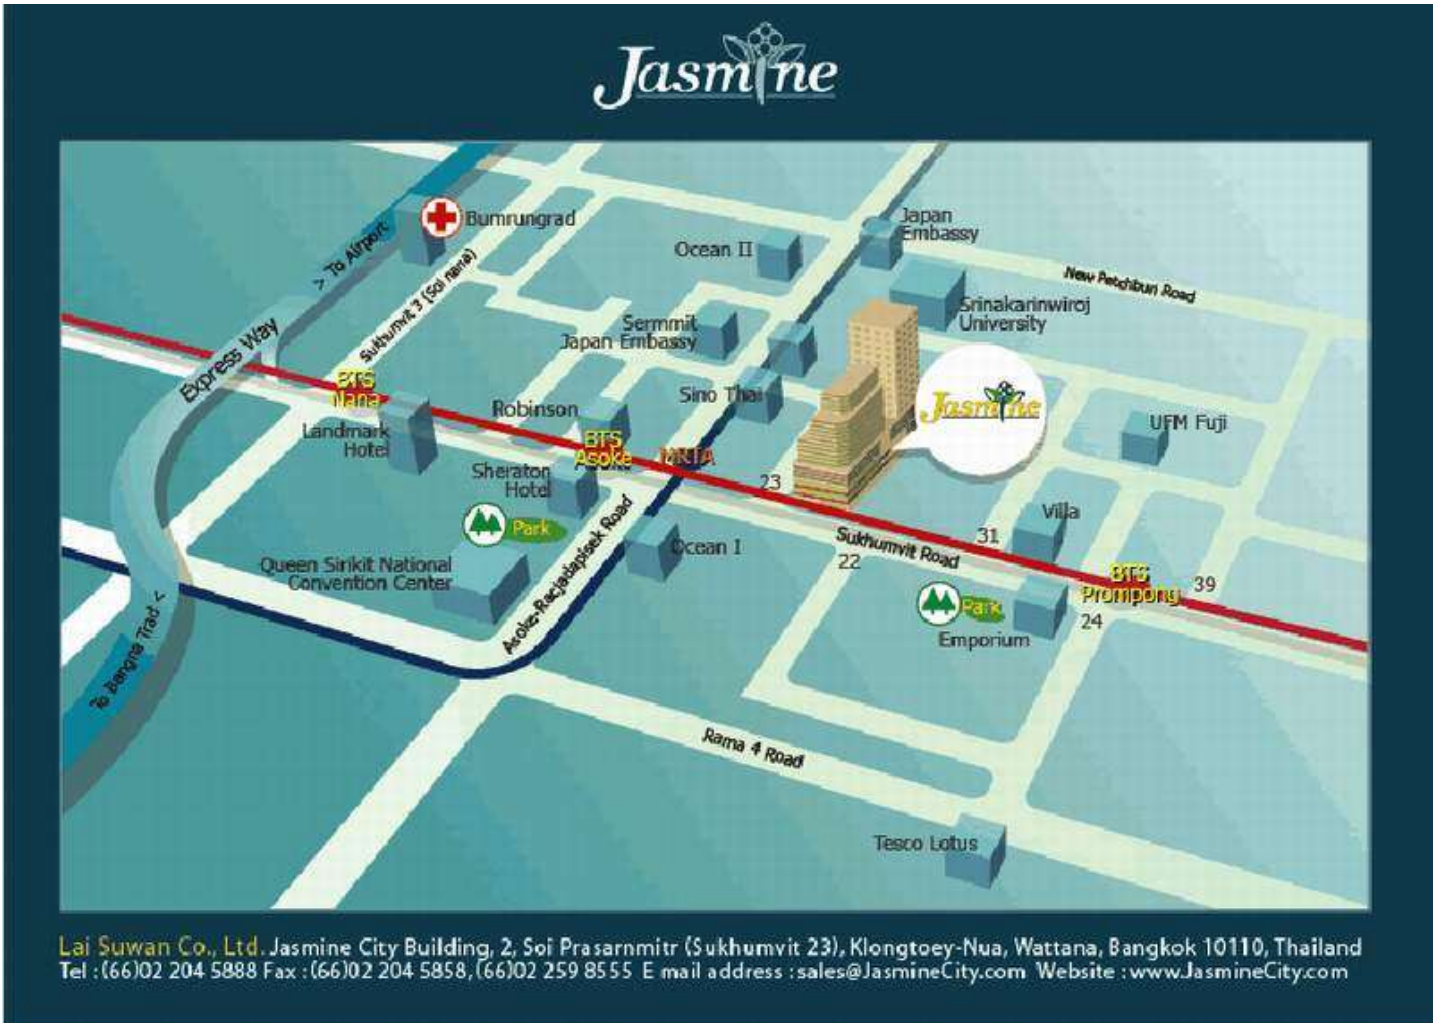 Jasmine
Bumrungrad
> To Airport
Sukhumvit 3 (Soi nana)
Express Way
Ocean II
Japan
Embassy
New Petchburi Road
Srinakarinwiroj
University
Sermmit
Japan Embassy
Jasmine
Sino Thai
BTS
Nana
Landmark
Hotel
Robinson
BTS
Asoke
MRTA
UFM Fuji
Sheraton
Hotel
23
Park
Asoke-Racjadapisek Road
Ocean I
Sukhumvit Road
22
31
Villa
Queen Sirikit National
Convention Center
BTS
Prompong
39
24
Park
Emporium
To Bangna Trad <
Rama 4 Road
Tesco Lotus
Lai Suwan Co., Ltd. Jasmine City Building, 2, Soi Prasarnmitr (Sukhumvit 23), Klongtoey-Nua, Wattana, Bangkok 10110, Thailand
Tel : (66)02 204 5888 Fax : (66)02 204 5858, (66)02 259 8555 E mail address : sales@JasmineCity.com Website : www.JasmineCity.com